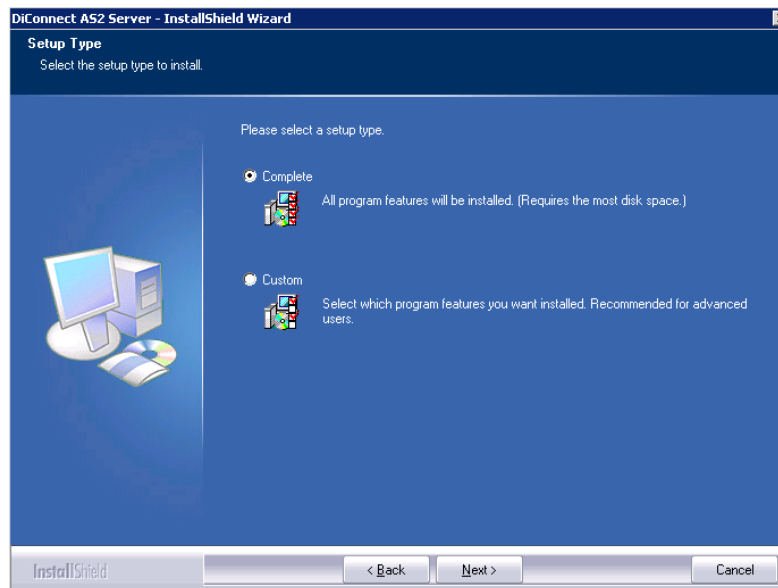 DiConnect AS2 Server - InstallShield Wizard
Setup Type
Select the setup type to install.
Please select a setup type.
Complete
All program features will be installed. (Requires the most disk space.)
Custom
Select which program features you want installed. Recommended for advanced
users.
InstallShield
< Back
Next >
Cancel